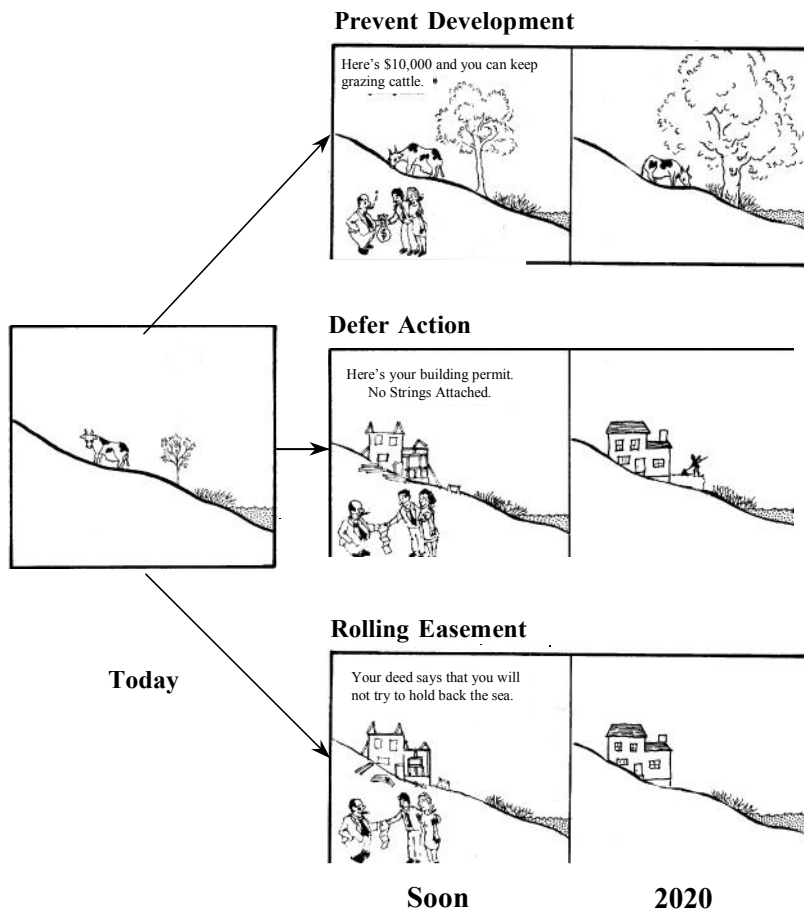 Prevent Development
Here's $10,000 and you can keep
grazing cattle.
$
Defer Action
Here's your building permit.
No Strings Attached.
Rolling Easement
Your deed says that you will
not try to hold back the sea.
Today
Soon
2020